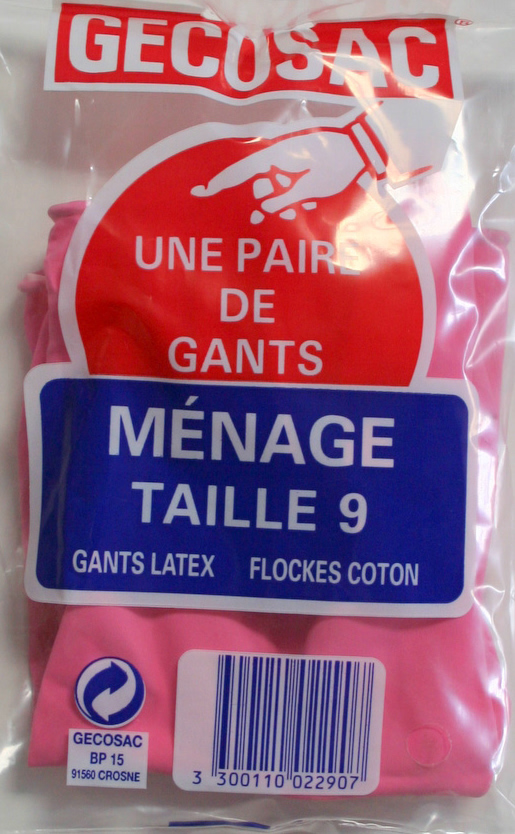 GECOSAC
UNE PAIRE
DE
GANTS
MÉNAGE
TAILLE 9
GANTS LATEX FLOCKES COTON
GECOSAC
BP 15
91560 CROSNE
3 300110 022907